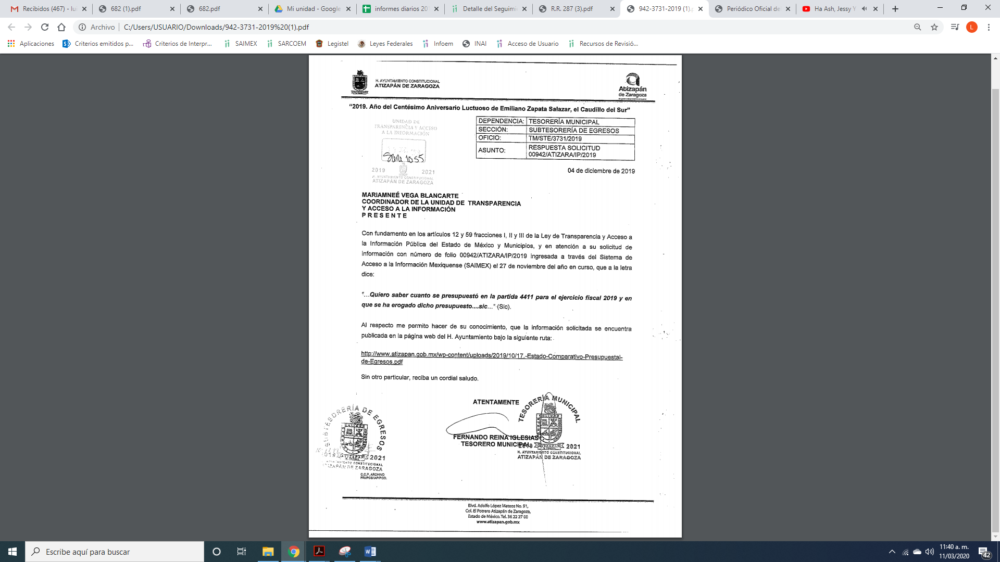 Recibidos (467) - lui
682 (1).pdf
682.pdf
Mi unidad - Google
informes diarios 201
Detalle del Seguimi
R.R. 287 (3).pdf
942-3731-2019 (1).p
Periódico Oficial de
Ha Ash, Jessy Y
Archivo
C:/Users/USUARIO/Downloads/942-3731-2019%20(1).pdf
L
Aplicaciones
Criterios emitidos p...
Criterios de Interpr...
SAIMEX
SARCOEM
Legistel
Leyes Federales
Infoem
INAI
Acceso de Usuario
Recursos de Revisió...
H. AYUNTAMIENTO CONSTITUCIONAL
ATIZAPÁN DE ZARAGOZA
Atizapán
de Zaragoza
“2019. Año del Centésimo Aniversario Luctuoso de Emiliano Zapata Salazar, el Caudillo del Sur”
UNIDAD DE
TRANSPARENCIA Y ACCESO
A LA INFORMACIÓN
10 55
2019 2021
H. AYUNTAMIENTO CONSTITUCIONAL
ATIZAPÁN DE ZARAGOZA
DEPENDENCIA: TESORERÍA MUNICIPAL
SECCIÓN: SUBTESORERÍA DE EGRESOS
OFICIO: TM/STE/3731/2019
ASUNTO: RESPUESTA SOLICITUD
00942/ATIZARA/IP/2019
04 de diciembre de 2019
MARIAMNEÉ VEGA BLANCARTE
COORDINADOR DE LA UNIDAD DE TRANSPARENCIA
Y ACCESO A LA INFORMACIÓN
P R E S E N T E
Con fundamento en los artículos 12 y 59 fracciones I, II y III de la Ley de Transparencia y Acceso a
la Información Pública del Estado de México y Municipios, y en atención a su solicitud de
información con número de folio 00942/ATIZARA/IP/2019 ingresada a través del Sistema de
Acceso a la Información Mexiquense (SAIMEX) el 27 de noviembre del año en curso, que a la letra
dice:
“…Quiero saber cuanto se presupuestó en la partida 4411 para el ejercicio fiscal 2019 y en
que se ha erogado dicho presupuesto....sic…” (Sic).
Al respecto me permito hacer de su conocimiento, que la información solicitada se encuentra
publicada en la página web del H. Ayuntamiento bajo la siguiente ruta:
http://www.atizapan.gob.mx/wp-content/uploads/2019/10/17.-Estado-Comparativo-Presupuestal-
de-Egresos.pdf
Sin otro particular, reciba un cordial saludo.
ATENTAMENTE
TESORERÍA MUNICIPAL
FERNANDO REINA IGLESIAS
TESORERO MUNICIPAL
2019 ATIZAPÁN 2021
H. AYUNTAMIENTO CONSTITUCIONAL
ATIZAPÁN DE ZARAGOZA
SUBTESORERÍA DE EGRESOS
2019 ATIZAPÁN 2021
AYUNTAMIENTO CONSTITUCIONAL
ATIZAPÁN DE ZARAGOZA
C.C.P. ARCHIVO
FRI/PCS/IAP/PGD.
Blvd. Adolfo López Mateos No. 91,
Col. El Potrero Atizapán de Zaragoza,
Estado de México. Tel. 36 22 27 00
www.atizapan.gob.mx
Escribe aquí para buscar
11:40 a. m.
11/03/2020
42